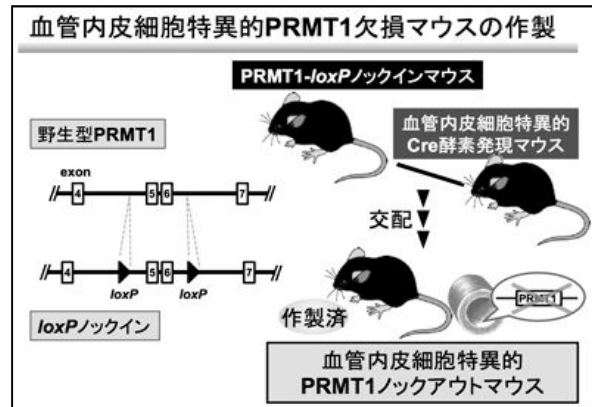 血管内皮細胞特異的PRMT1欠損マウスの作製
PRMT1-loxPノックインマウス
野生型PRMT1
血管内皮細胞特異的
Cre酵素発現マウス
exon
4 5 6 7
交配
4 5 6 7
loxP loxP
PRMT1
作製済
loxPノックイン
血管内皮細胞特異的
PRMT1ノックアウトマウス